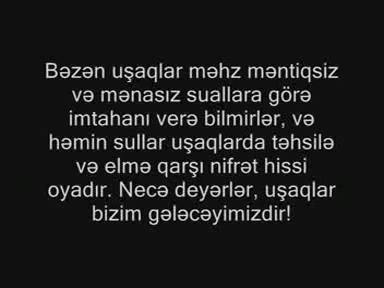 Bəzən uşaqlar məhz məntiqsiz
və mənasız suallara görə
imtahanı verə bilmirlər, və
həmin sullar uşaqlarda təhsilə
və elmə qarşı nifrət hissi
oyadır. Necə deyərlər, uşaqlar
bizim gələcəyimizdir!